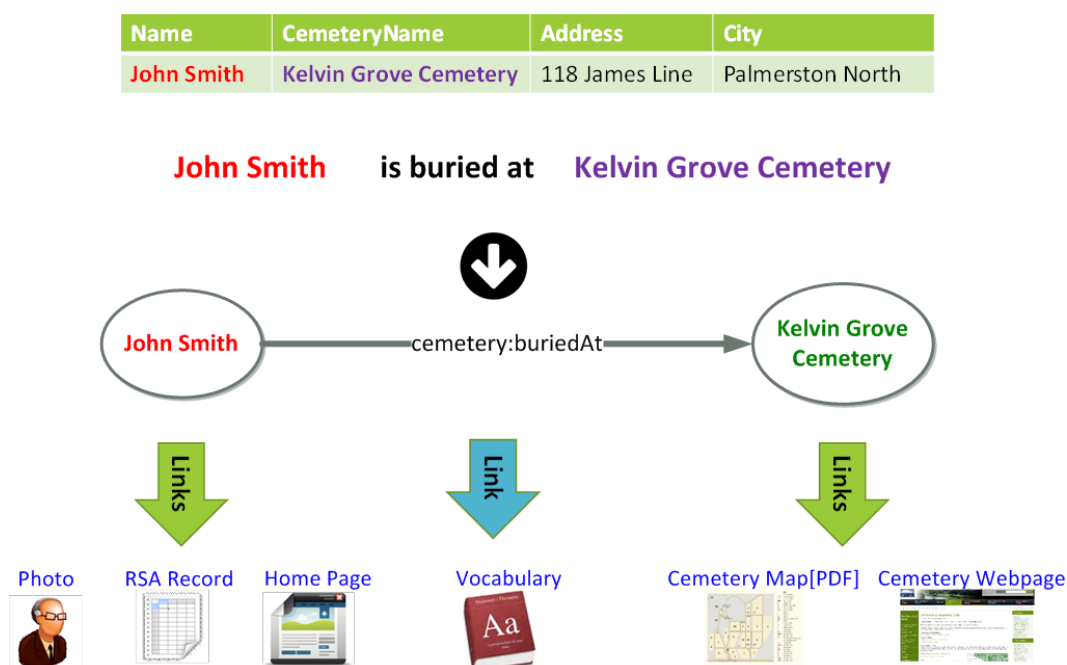 Name CemeteryName Address City
John Smith Kelvin Grove Cemetery 118 James Line Palmerston North
John Smith is buried at Kelvin Grove Cemetery
John Smith
cemetery:buriedAt
Kelvin Grove
Cemetery
Links
Link
Links
Photo
RSA Record
Home Page
Vocabulary
Cemetery Map[PDF]
Cemetery Webpage
Aa